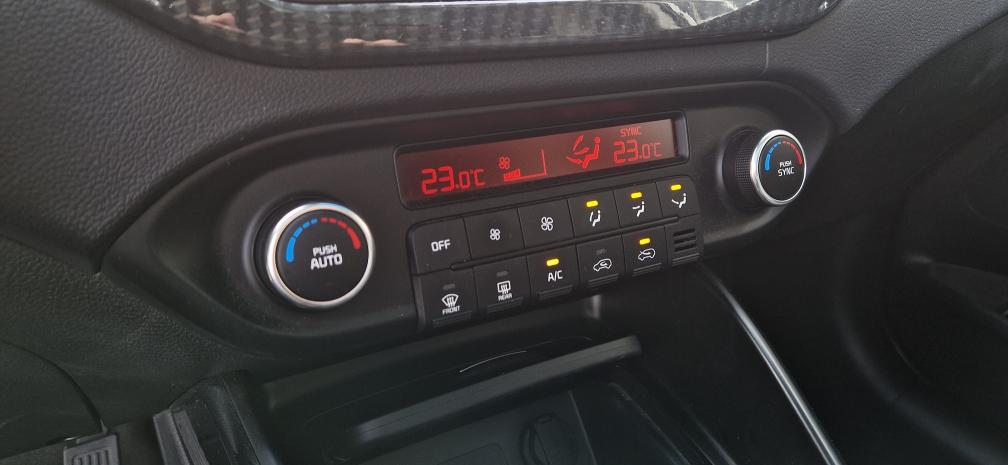 SYNC
23.0°C
23.0°C
PUSH
AUTO
PUSH
SYNC
OFF
FRONT
REAR
A/C